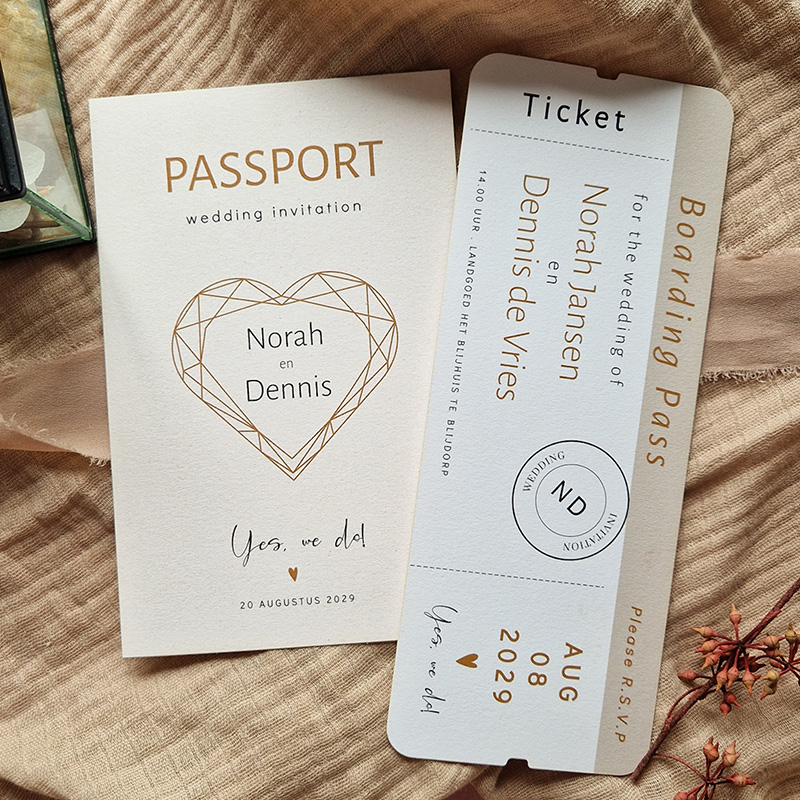 PASSPORT
wedding invitation
Norah
en
Dennis
Yes, we do!
20 AUGUSTUS 2029
Ticket
Boarding Pass
for the wedding of
Norah Jansen
en
Dennis de Vries
14.00 UUR · LANDGOED HET BLIJHUIS TE BLIJDORP
WEDDING
ND
INVITATION
Please R.S.V.P
AUG
08
2029
Yes, we do!